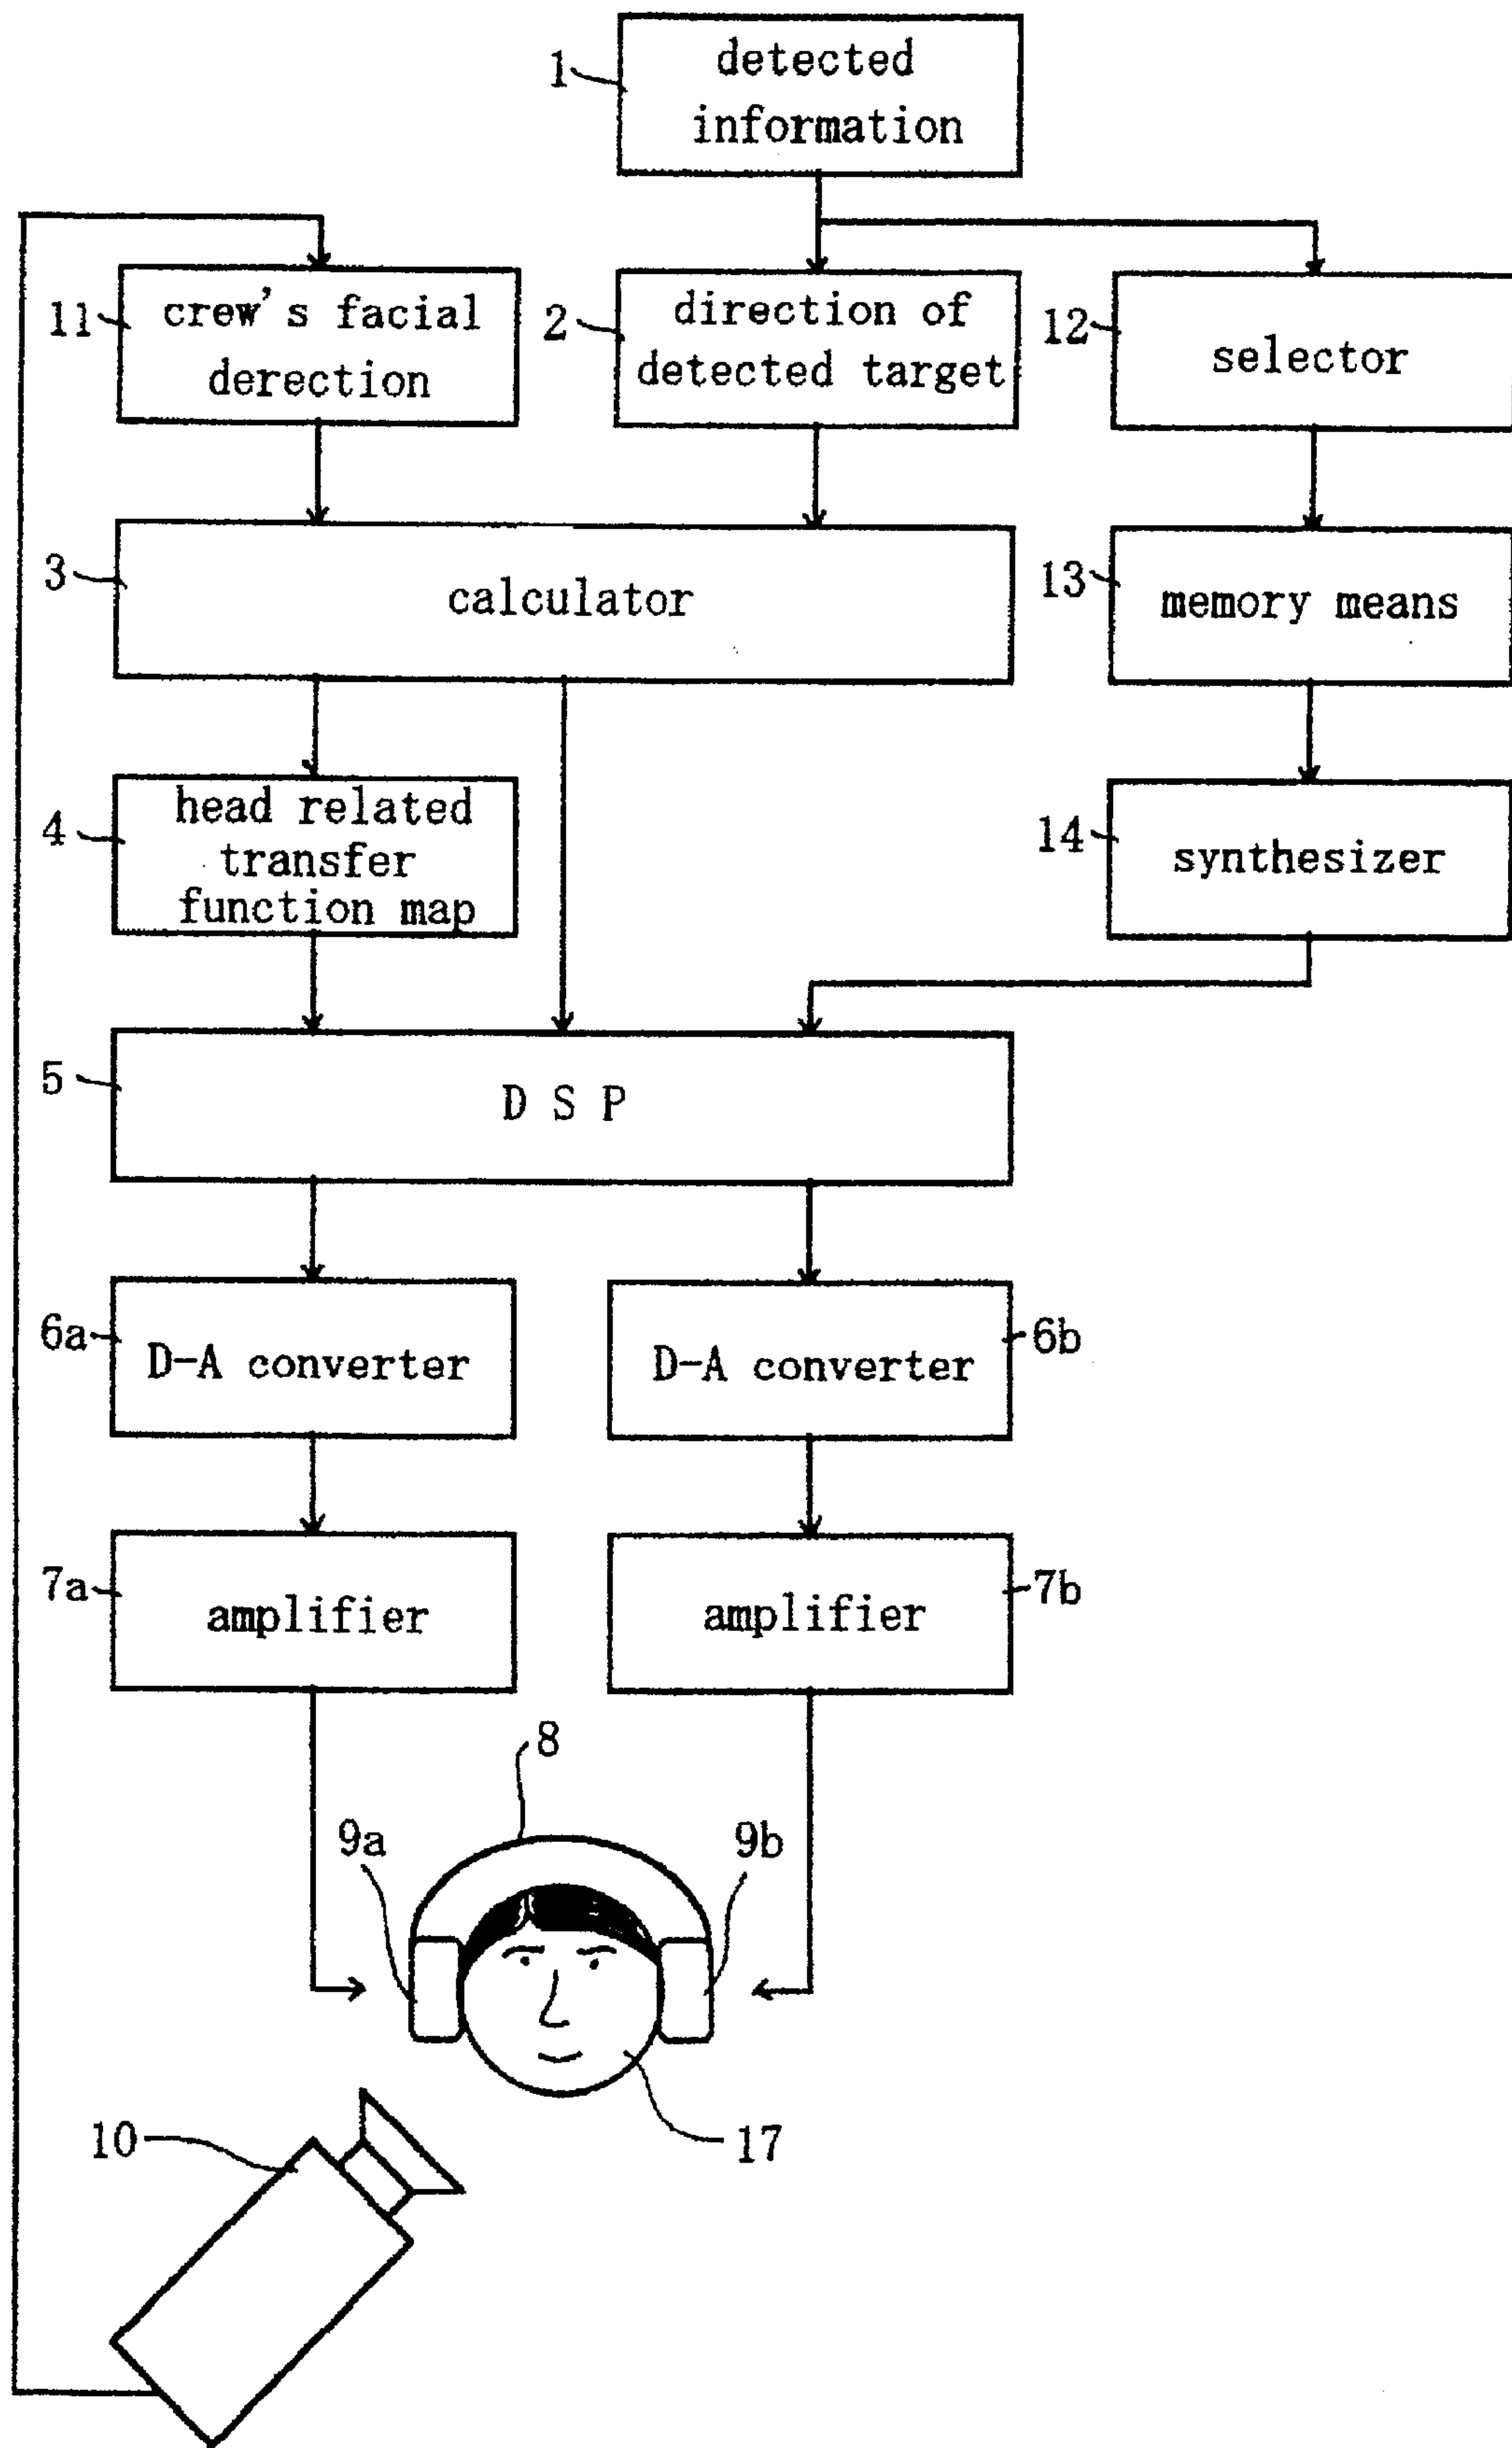 1
detected
information
11
crew's facial
derection
2
direction of
detected target
12
selector
3
calculator
13
memory means
4
head related
transfer
function map
14
synthesizer
5
D S P
6a
D-A converter
D-A converter
6b
7a
amplifier
amplifier
7b
8
9a
9b
10
17